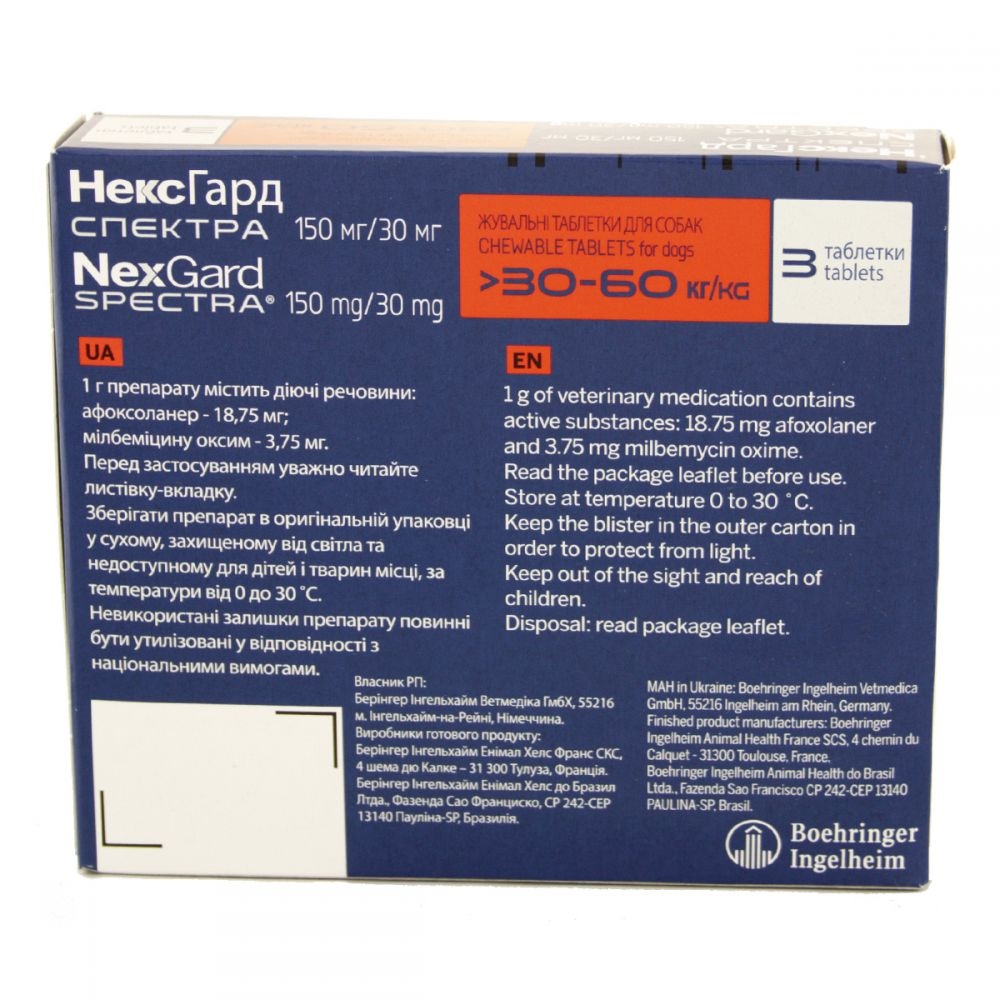 3 таблетки
tablets
150 мг/30 мг
НексГард
СПЕКТРА 150 мг/30 мг
NexGard
SPECTRA® 150 mg/30 mg
ЖУВАЛЬНІ ТАБЛЕТКИ ДЛЯ СОБАК
CHEWABLE TABLETS for dogs
>30-60 кг/KG
3 таблетки
tablets
UA
1 г препарату містить діючі речовини:
афоксоланер - 18,75 мг;
мілбеміцину оксим - 3,75 мг.
Перед застосуванням уважно читайте
листівку-вкладку.
Зберігати препарат в оригінальній упаковці
у сухому, захищеному від світла та
недоступному для дітей і тварин місці, за
температури від 0 до 30 °C.
Невикористані залишки препарату повинні
бути утилізовані у відповідності з
національними вимогами.
EN
1 g of veterinary medication contains
active substances: 18.75 mg afoxolaner
and 3.75 mg milbemycin oxime.
Read the package leaflet before use.
Store at temperature 0 to 30 °C.
Keep the blister in the outer carton in
order to protect from light.
Keep out of the sight and reach of
children.
Disposal: read package leaflet.
Власник РП:
Берінгер Інгельхайм Ветмедіка ГмбХ, 55216
м. Інгельхайм-на-Рейні, Німеччина.
Виробники готового продукту:
Берінгер Інгельхайм Енімал Хелс Франс СКС,
4 шема дю Калке – 31 300 Тулуза, Франція.
Берінгер Інгельхайм Енімал Хелс до Бразил
Лтда., Фазенда Сао Франциско, СР 242-СЕР
13140 Пауліна-SP, Бразилія.
MAH in Ukraine: Boehringer Ingelheim Vetmedica
GmbH, 55216 Ingelheim am Rhein, Germany.
Finished product manufacturers: Boehringer
Ingelheim Animal Health France SCS, 4 chemin du
Calquet - 31300 Toulouse, France.
Boehringer Ingelheim Animal Health do Brasil
Ltda., Fazenda Sao Francisco CP 242-CEP 13140
PAULINA-SP, Brasil.
Boehringer
Ingelheim